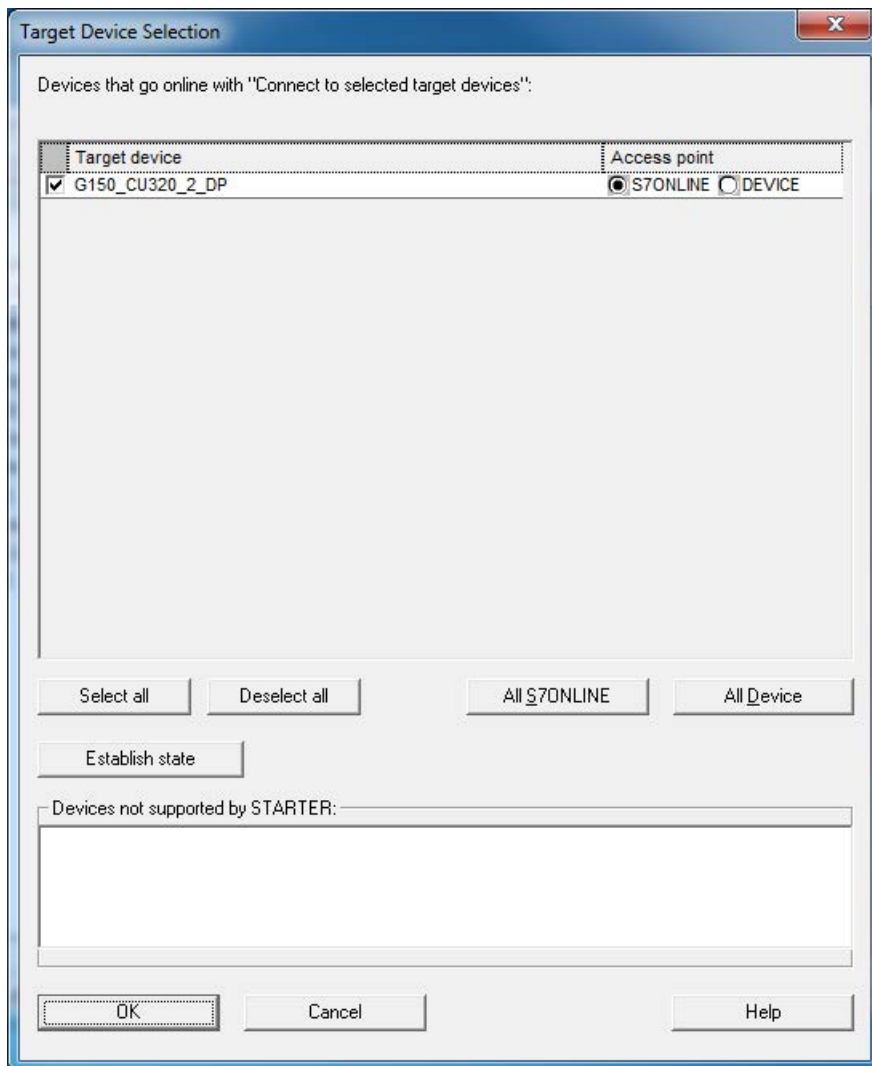 Target Device Selection
Devices that go online with "Connect to selected target devices":
Target device Access point
G150_CU320_2_DP S7ONLINE DEVICE
Select all Deselect all All S7ONLINE All Device
Establish state
Devices not supported by STARTER:
OK Cancel Help